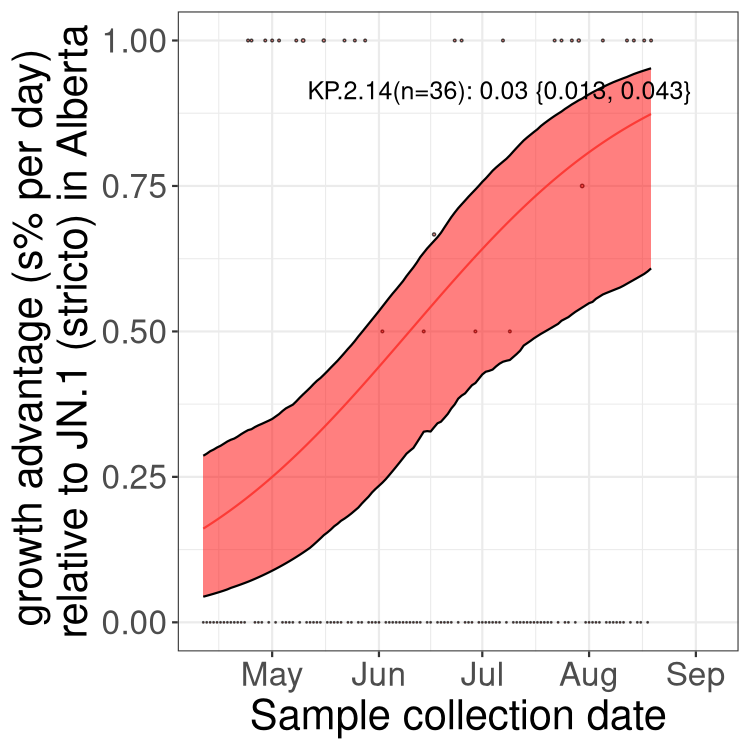 growth advantage (s% per day)
relative to JN.1 (stricto) in Alberta
1.00
0.75
0.50
0.25
0.00
KP.2.14(n=36): 0.03 {0.013, 0.043}
May Jun Jul Aug Sep
Sample collection date